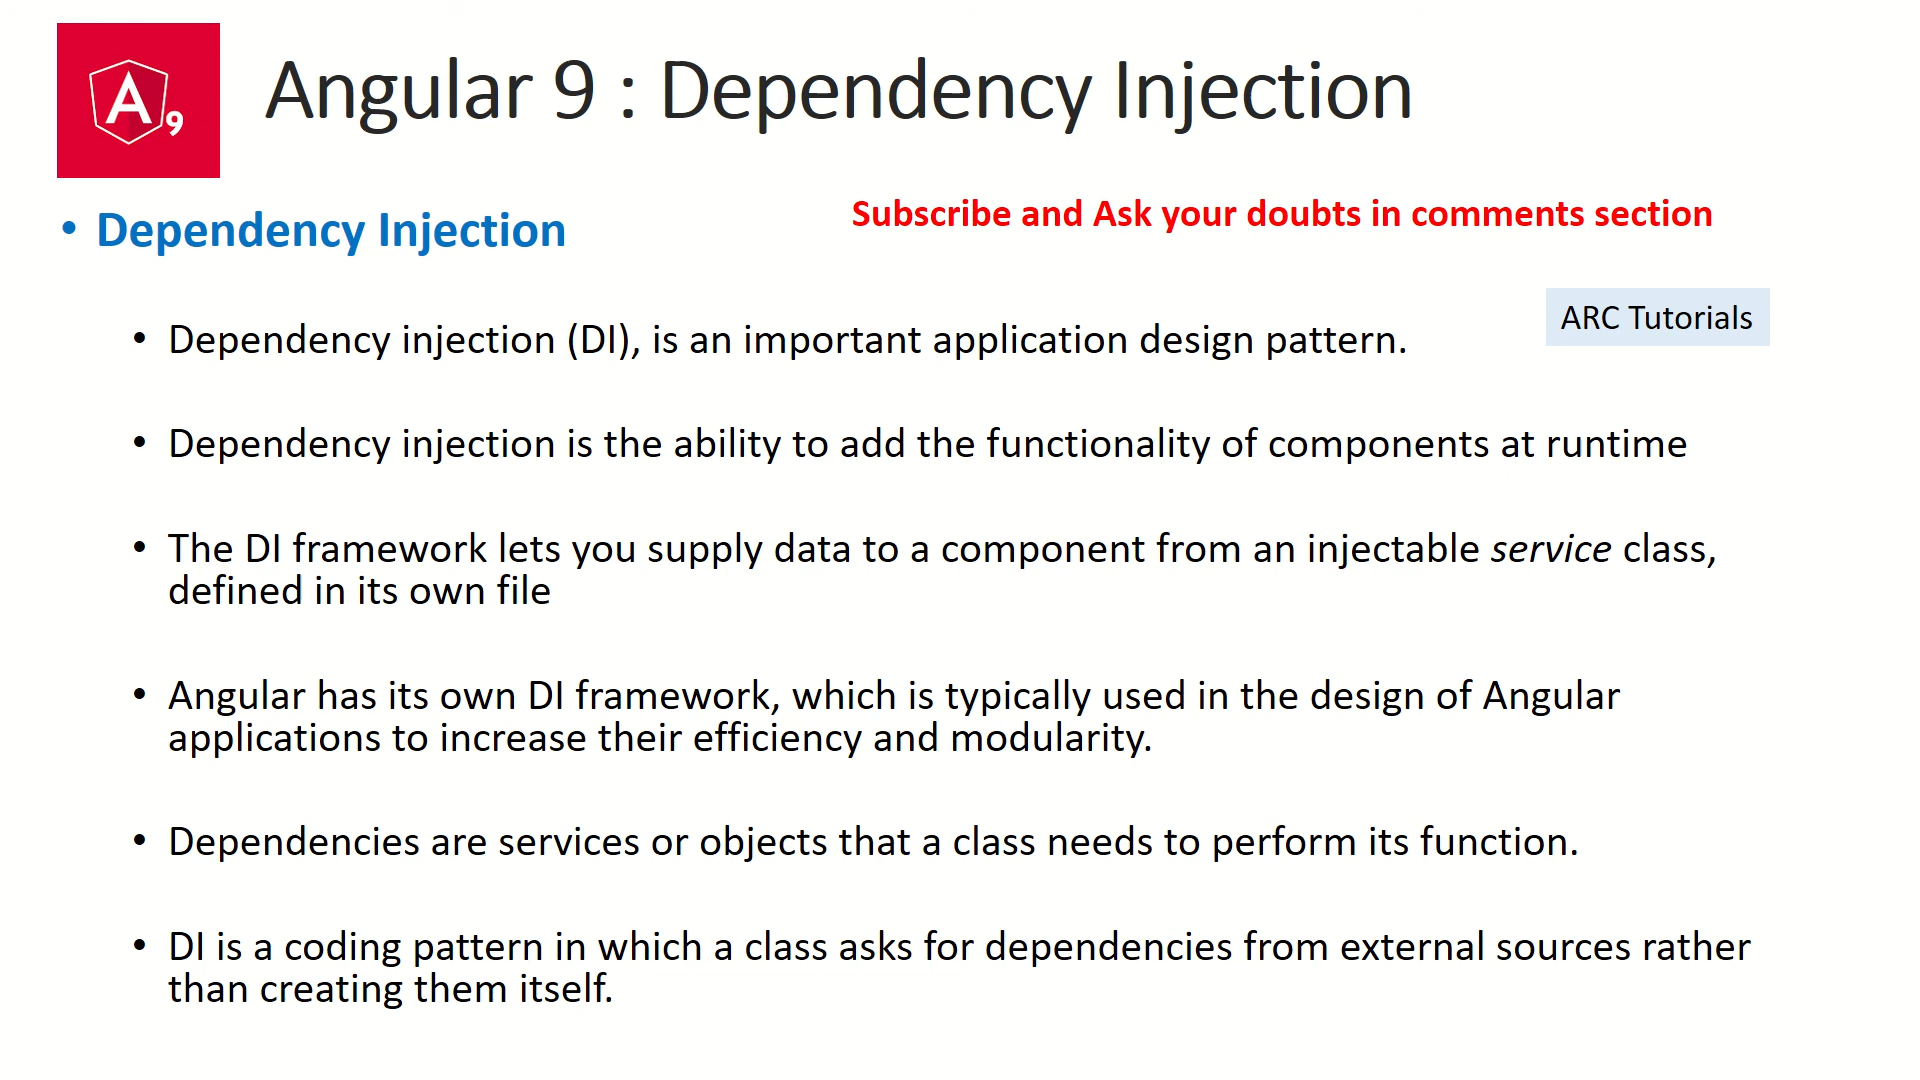 A9
Angular 9 : Dependency Injection
• Dependency Injection
Subscribe and Ask your doubts in comments section
ARC Tutorials
• Dependency injection (DI), is an important application design pattern.
• Dependency injection is the ability to add the functionality of components at runtime
• The DI framework lets you supply data to a component from an injectable service class,
defined in its own file
• Angular has its own DI framework, which is typically used in the design of Angular
applications to increase their efficiency and modularity.
• Dependencies are services or objects that a class needs to perform its function.
• DI is a coding pattern in which a class asks for dependencies from external sources rather
than creating them itself.